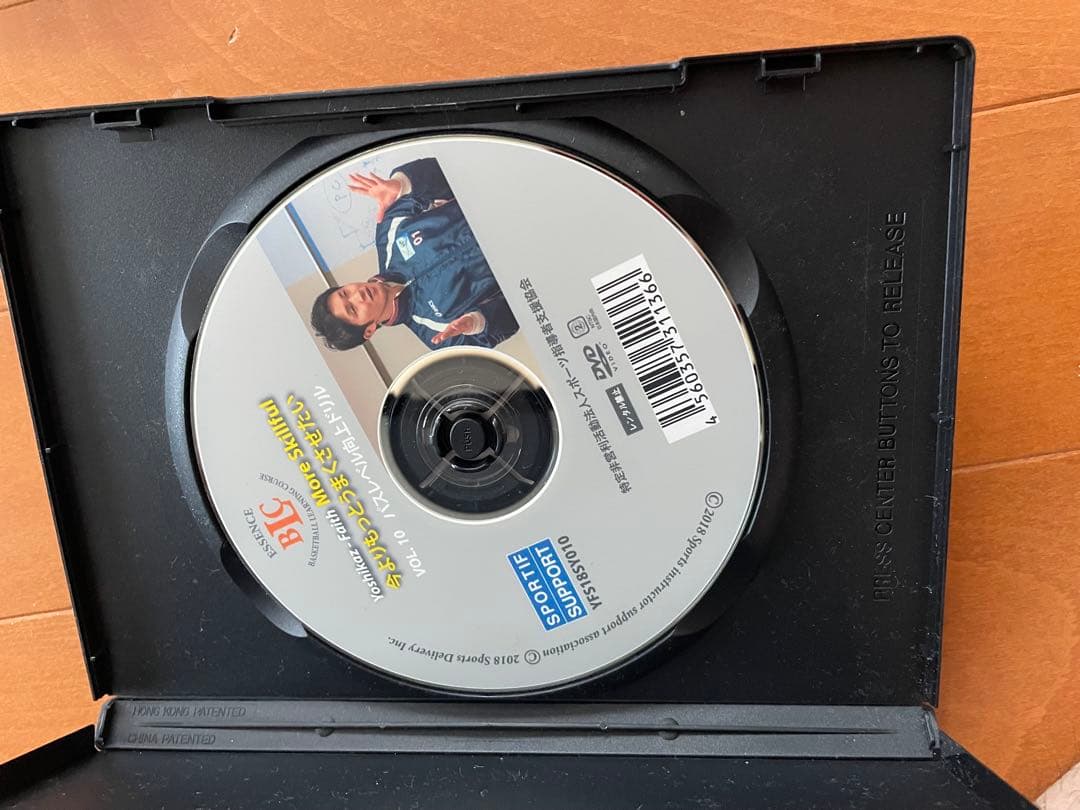 ESSENCE
BLC
BASKETBALL LEARNING COURSE
Yoshikaz-Faith More Skillful
今よりもっとうまくさせたい
VOL.10 パスレベル向上ドリル
01
SPORTIF
SUPPORT
YFS18SY010
特定非営利活動法人スポーツ指導者支援協会
レンタル禁止
DVD
VIDEO
2
4 560357 311366
©2018 Sports instructor support association © 2018 Sports Delivery Inc.
PUSH
PRESS CENTER BUTTONS TO RELEASE
HONG KONG PATENTED
CHINA PATENTED